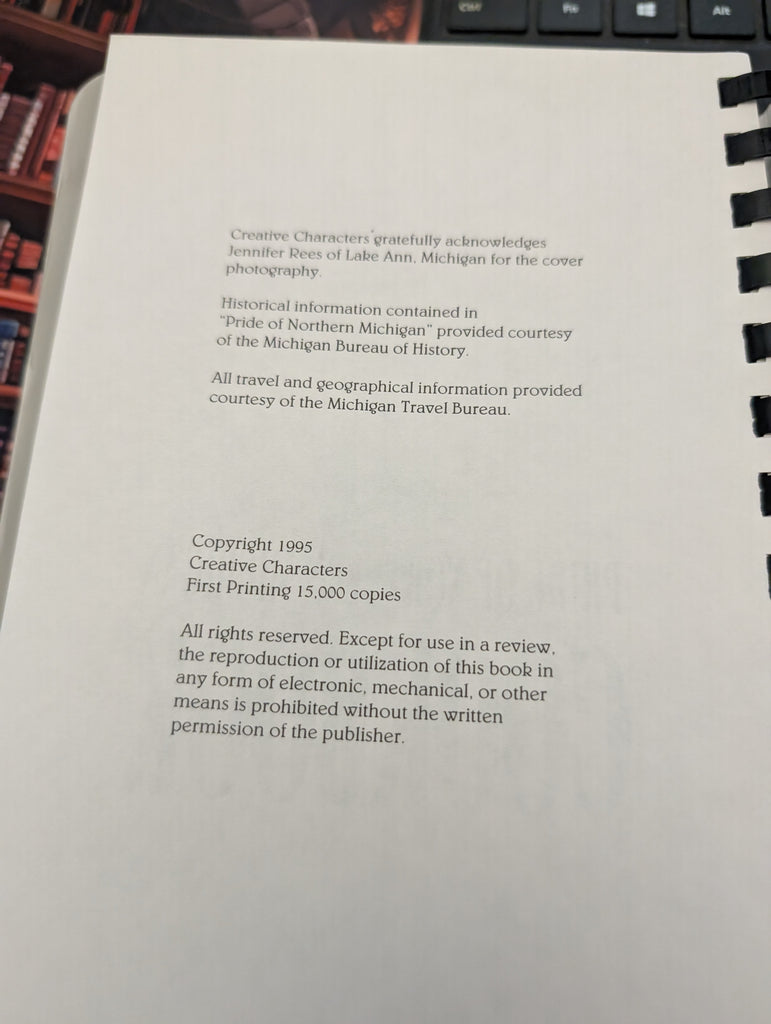 Ctrl
Fn
Alt
Creative Characters gratefully acknowledges
Jennifer Rees of Lake Ann, Michigan for the cover
photography.
Historical information contained in
"Pride of Northern Michigan" provided courtesy
of the Michigan Bureau of History.
All travel and geographical information provided
courtesy of the Michigan Travel Bureau.
Copyright 1995
Creative Characters
First Printing 15,000 copies
All rights reserved. Except for use in a review,
the reproduction or utilization of this book in
any form of electronic, mechanical, or other
means is prohibited without the written
permission of the publisher.